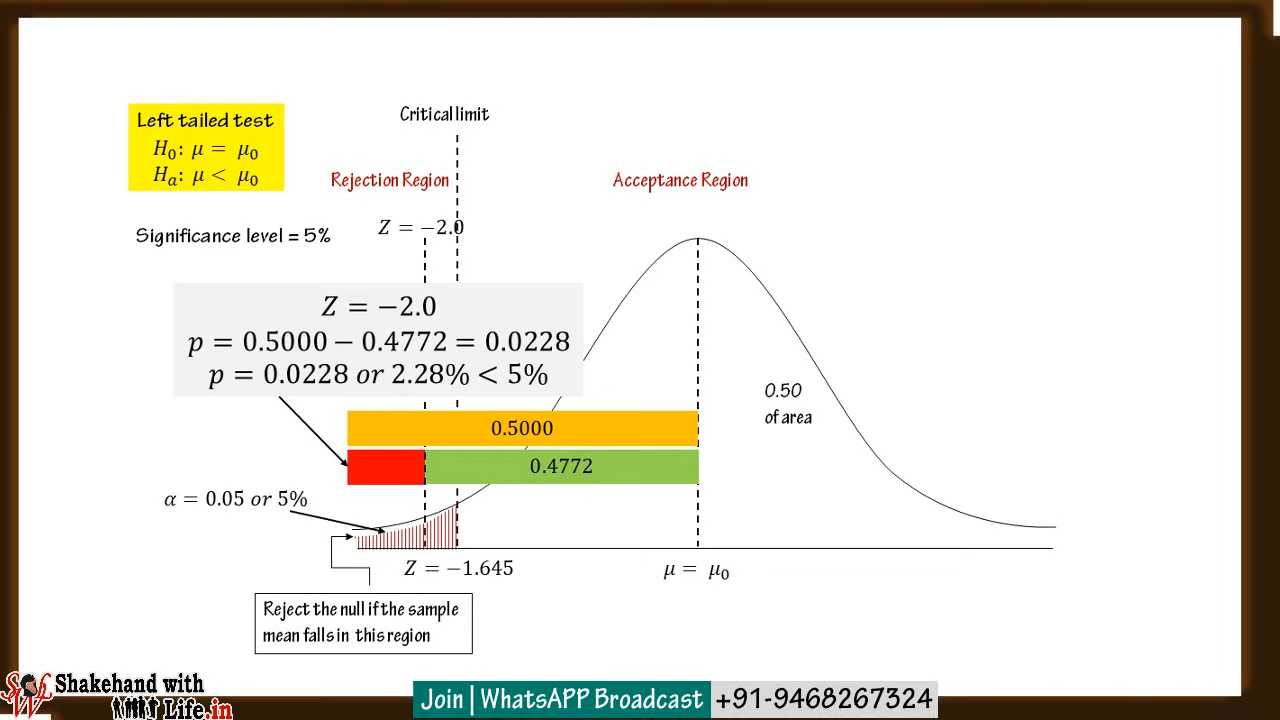 Critical limit
Left tailed test
H₀: μ = μ₀
Hₐ: μ < μ₀
Rejection Region
Acceptance Region
Significance level = 5%
Z = −2.0
Z = −2.0
p = 0.5000 − 0.4772 = 0.0228
p = 0.0228 or 2.28% < 5%
0.50
of area
0.5000
0.4772
α = 0.05 or 5%
Z = −1.645
μ = μ₀
Reject the null if the sample
mean falls in this region
Shakehand with
Life.in
Join | WhatsAPP Broadcast +91-9468267324